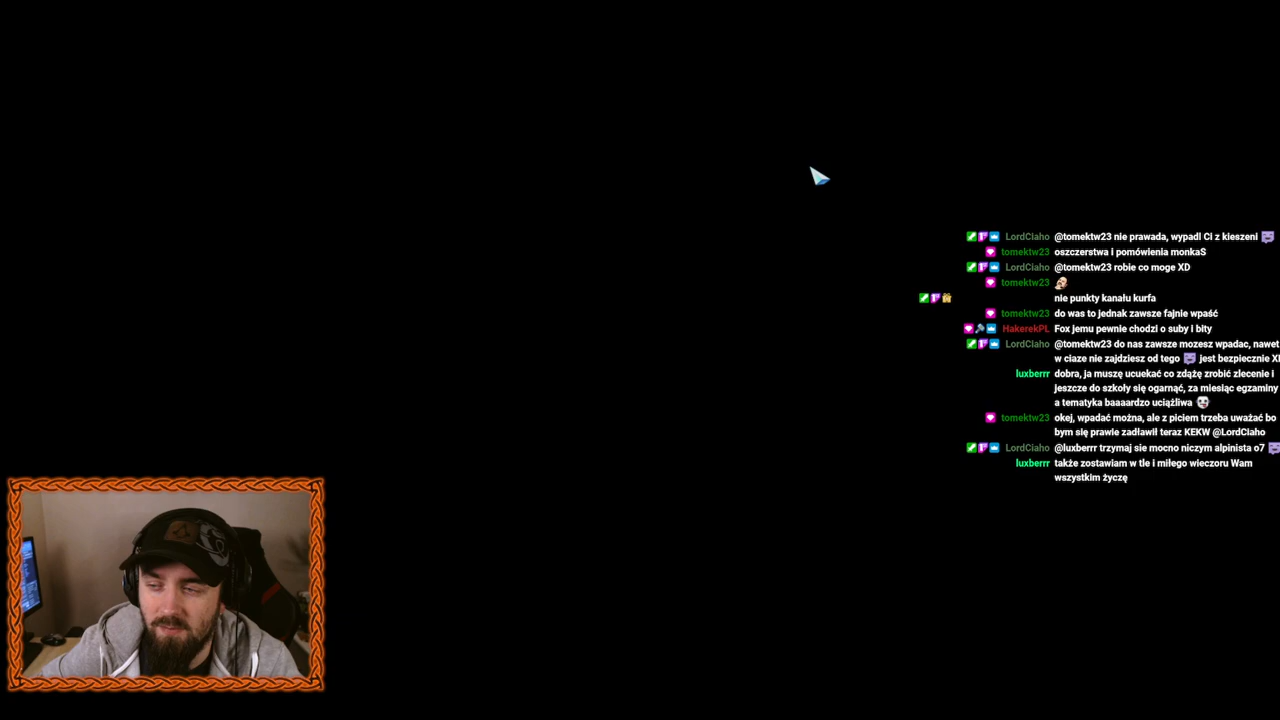 LordCiaho @tomektw23 nie prawada, wypadl Ci z kieszeni
tomektw23 oszczerstwa i pomówienia monkaS
LordCiaho @tomektw23 robie co moge XD
tomektw23
nie punkty kanału kurfa
tomektw23 do was to jednak zawsze fajnie wpaść
HakerekPL Fox jemu pewnie chodzi o suby i bity
LordCiaho @tomektw23 do nas zawsze mozesz wpadac, nawet
w ciaze nie zajdziesz od tego jest bezpiecznie
luxberrr dobra, ja muszę ucuekać co zdążę zrobić zlecenie i
jeszcze do szkoły się ogarnąć, za miesiąc egzaminy
a tematyka baaaardzo uciążliwa
tomektw23 okej, wpadać można, ale z piciem trzeba uważać bo
bym się prawie zadławił teraz KEKW @LordCiaho
LordCiaho @luxberrr trzymaj sie mocno niczym alpinista o7
luxberrr także zostawiam w tle i miłego wieczoru Wam
wszystkim życzę